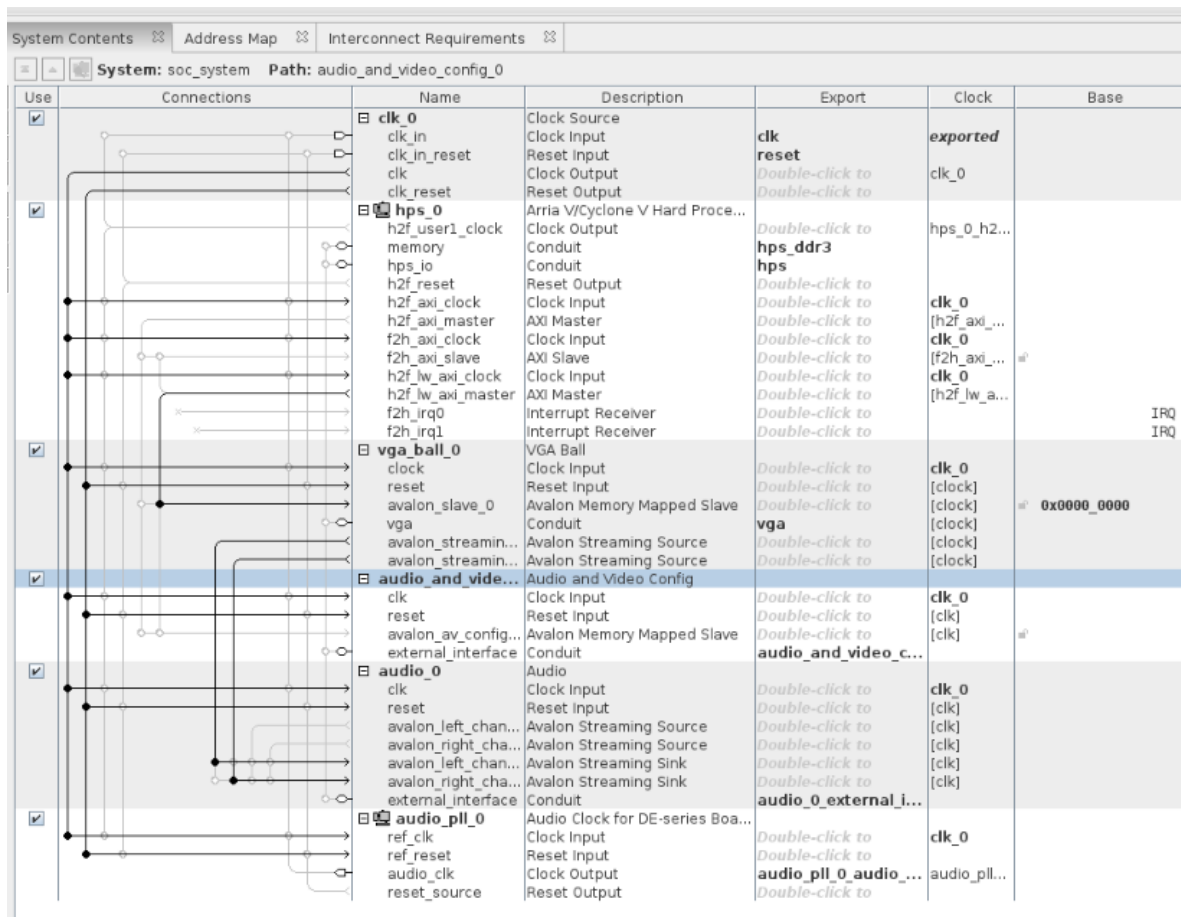 System Contents Address Map Interconnect Requirements
System: soc_system Path: audio_and_video_config_0
Use Connections Name Description Export Clock Base
clk_0 Clock Source
clk_in Clock Input clk exported
clk_in_reset Reset Input reset
clk Clock Output Double-click to clk_0
clk_reset Reset Output Double-click to
hps_0 Arria V/Cyclone V Hard Proce...
h2f_user1_clock Clock Output Double-click to hps_0_h2...
memory Conduit hps_ddr3
hps_io Conduit hps
h2f_reset Reset Output Double-click to
h2f_axi_clock Clock Input Double-click to clk_0
h2f_axi_master AXI Master Double-click to [h2f_axi_...
f2h_axi_clock Clock Input Double-click to clk_0
f2h_axi_slave AXI Slave Double-click to [f2h_axi_...
h2f_lw_axi_clock Clock Input Double-click to clk_0
h2f_lw_axi_master AXI Master Double-click to [h2f_lw_a...
f2h_irq0 Interrupt Receiver Double-click to IRQ
f2h_irq1 Interrupt Receiver Double-click to IRQ
vga_ball_0 VGA Ball
clock Clock Input Double-click to clk_0
reset Reset Input Double-click to [clock]
avalon_slave_0 Avalon Memory Mapped Slave Double-click to [clock] 0x0000_0000
vga Conduit vga [clock]
avalon_streamin... Avalon Streaming Source Double-click to [clock]
avalon_streamin... Avalon Streaming Source Double-click to [clock]
audio_and_vide... Audio and Video Config
clk Clock Input Double-click to clk_0
reset Reset Input Double-click to [clk]
avalon_av_config... Avalon Memory Mapped Slave Double-click to [clk]
external_interface Conduit audio_and_video_c...
audio_0 Audio
clk Clock Input Double-click to clk_0
reset Reset Input Double-click to [clk]
avalon_left_chan... Avalon Streaming Source Double-click to [clk]
avalon_right_cha... Avalon Streaming Source Double-click to [clk]
avalon_left_chan... Avalon Streaming Sink Double-click to [clk]
avalon_right_cha... Avalon Streaming Sink Double-click to [clk]
external_interface Conduit audio_0_external_i...
audio_pll_0 Audio Clock for DE-series Boa...
ref_clk Clock Input Double-click to clk_0
ref_reset Reset Input Double-click to
audio_clk Clock Output audio_pll_0_audio_... audio_pll...
reset_source Reset Output Double-click to